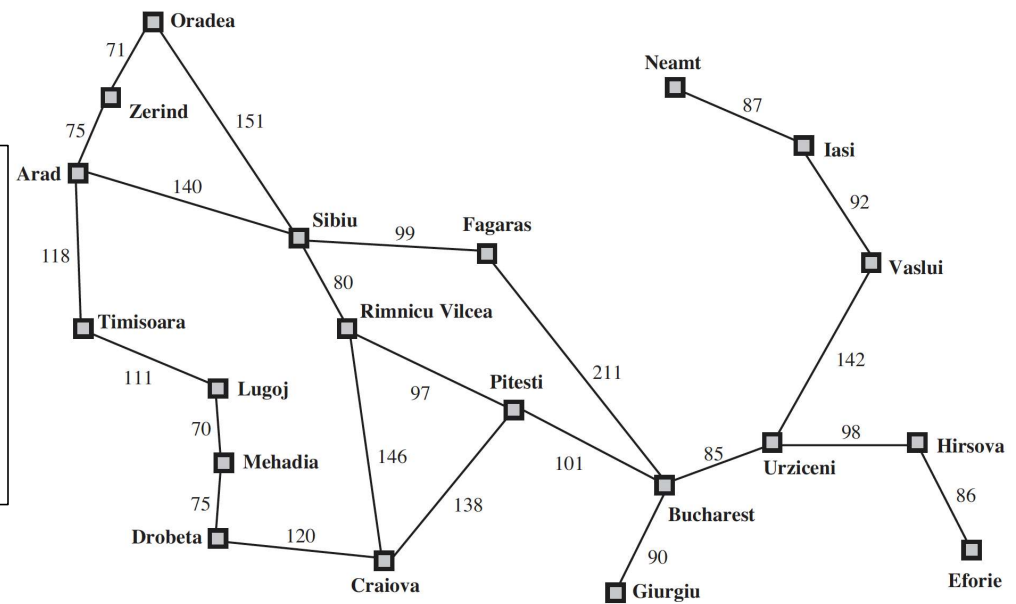 Oradea
71
Neamt
87
Zerind
151
75
Iasi
Arad
140
92
Sibiu
Fagaras
99
118
Vaslui
80
Rimnicu Vilcea
Timisoara
142
211
111
Lugoj
97
Pitesti
70
98
Hirsova
146
101
85
Urziceni
Mehadia
75
138
86
Bucharest
Drobeta
120
90
Craiova
Giurgiu
Eforie